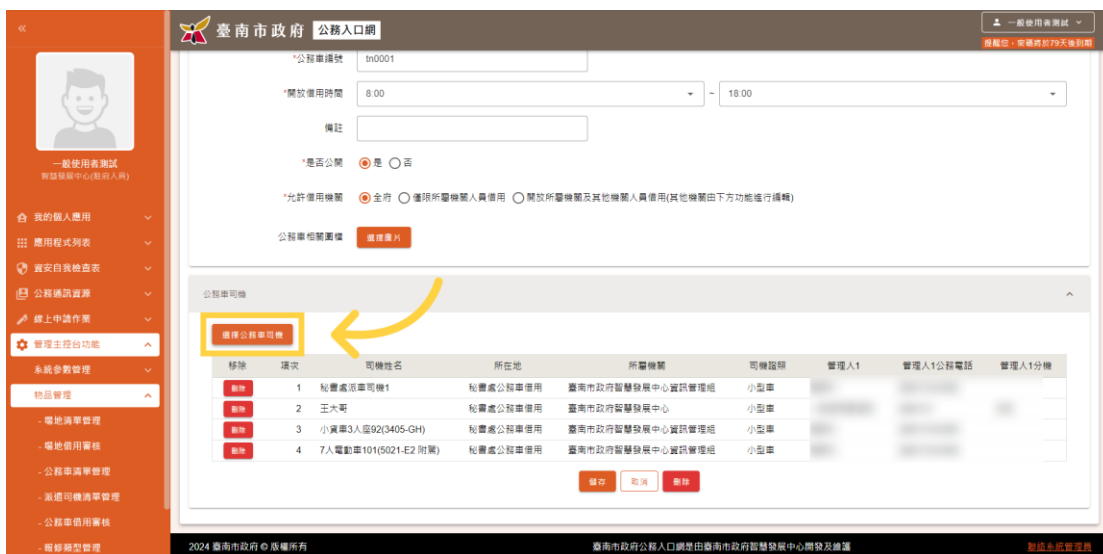 «
臺南市政府 公務入口網
一般使用者測試
提醒您，密碼將於79天後到期
一般使用者測試
智慧發展中心(駐府人員)
我的個人應用
應用程式列表
資安自我檢查表
公務通訊資源
線上申請作業
管理主控台功能
系統參數管理
物品管理
- 場地清單管理
- 場地借用審核
- 公務車清單管理
- 派遣司機清單管理
- 公務車借用審核
- 報修類型管理
*公務車編號 tn0001
*開放借用時間 8:00 ~ 18:00
備註
*是否公開 是 否
*允許借用機關 全府 僅限所屬機關人員借用 開放所屬機關及其他機關人員借用(其他機關由下方功能進行編輯)
公務車相關圖檔 選擇圖片
公務車司機
選擇公務車司機
移除 項次 司機姓名 所在地 所屬機關 司機證照 管理人1 管理人1公務電話 管理人1分機
刪除 1 秘書處派車司機1 秘書處公務車借用 臺南市政府智慧發展中心資訊管理組 小型車
刪除 2 王大哥 秘書處公務車借用 臺南市政府智慧發展中心 小型車
刪除 3 小貨車3人座92(3405-GH) 秘書處公務車借用 臺南市政府智慧發展中心資訊管理組 小型車
刪除 4 7人電動車101(5021-E2 附駕) 秘書處公務車借用 臺南市政府智慧發展中心資訊管理組 小型車
儲存 取消 刪除
2024 臺南市政府 © 版權所有 臺南市政府公務入口網是由臺南市政府智慧發展中心開發及維護 聯絡系統管理員